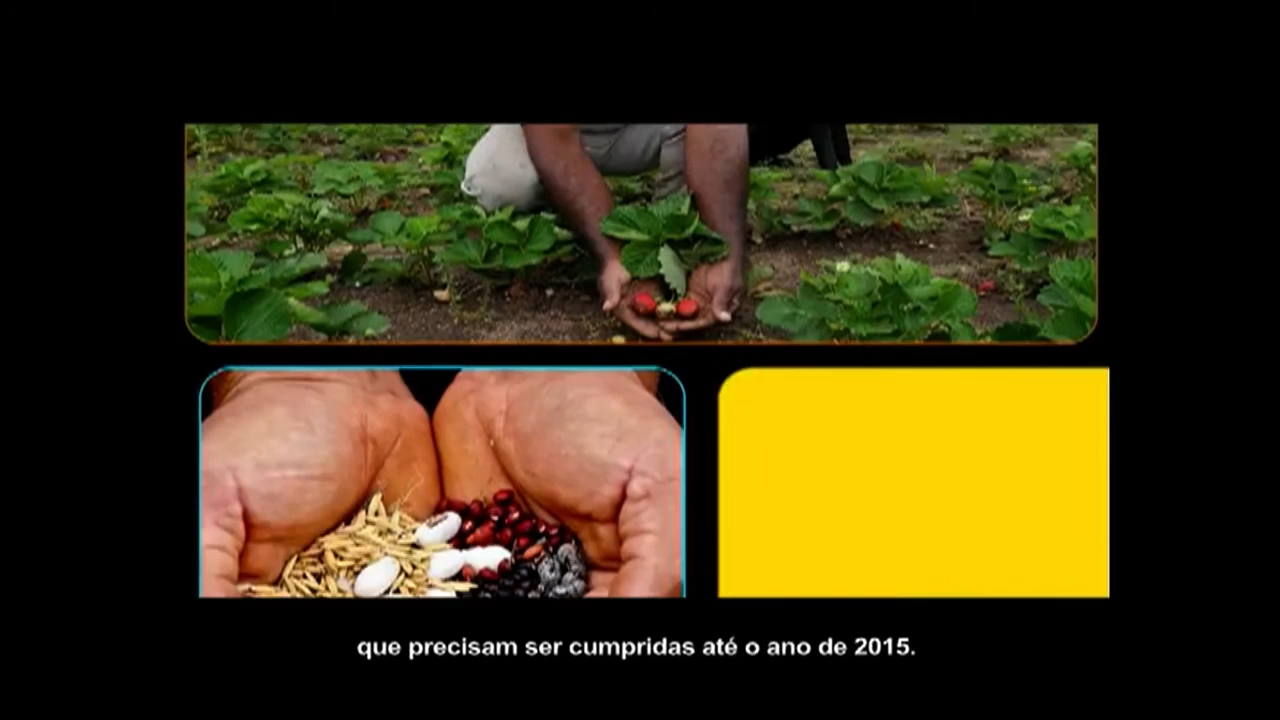 que precisam ser cumpridas até o ano de 2015.